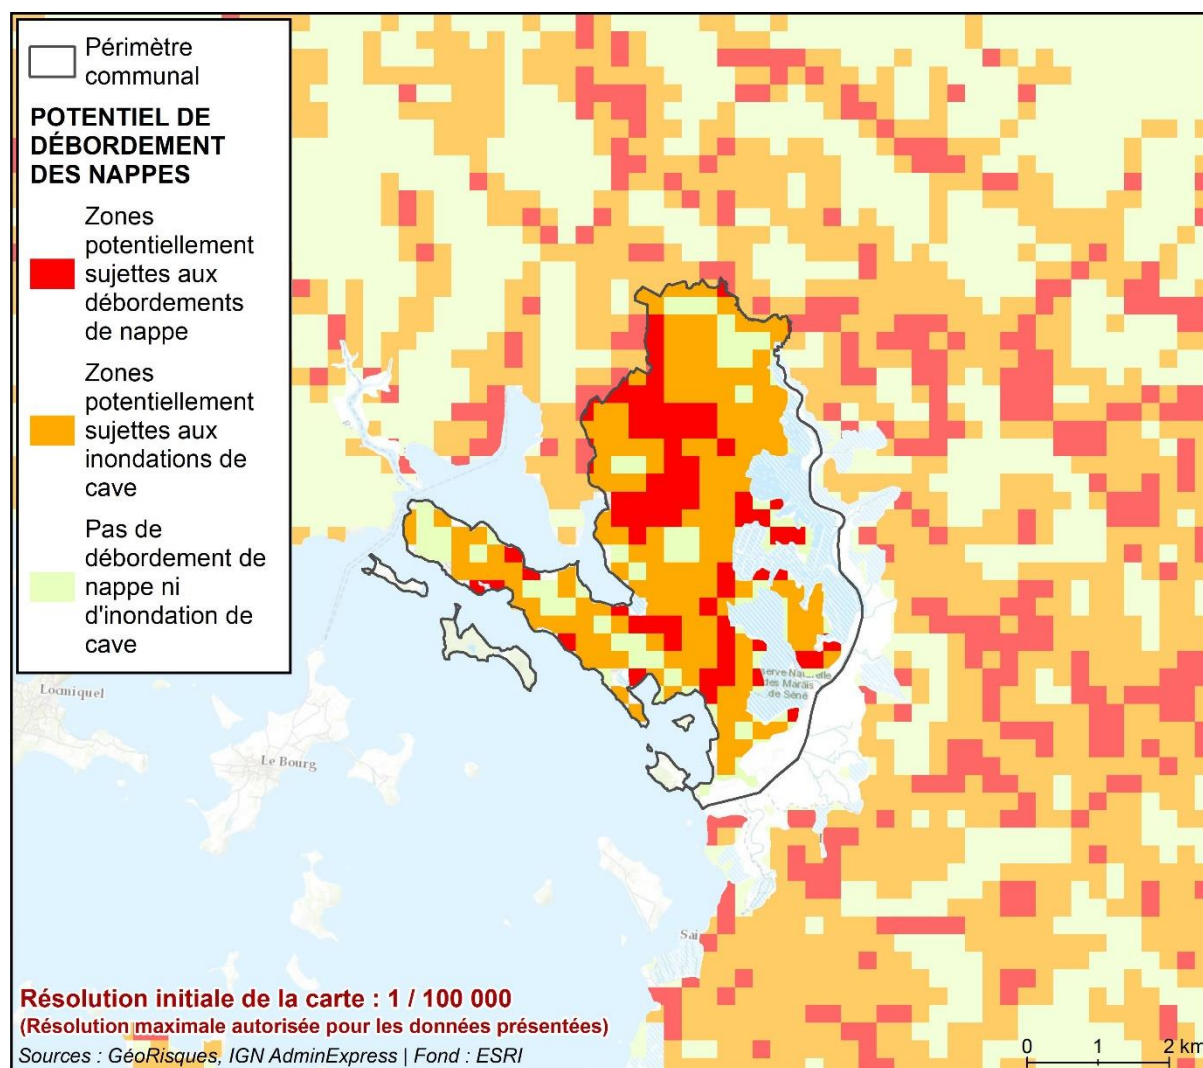 Périmètre
communal
POTENTIEL DE
DÉBORDEMENT
DES NAPPES
Zones
potentiellement
sujettes aux
débordements
de nappe
Zones
potentiellement
sujettes aux
inondations de
cave
Pas de
débordement de
nappe ni
d'inondation de
cave
erve Naturelle
des Marais
de Séné
Locmiquel
Le Bourg
Sai
Résolution initiale de la carte : 1 / 100 000
(Résolution maximale autorisée pour les données présentées)
Sources : GéoRisques, IGN AdminExpress | Fond : ESRI
0 1 2 km